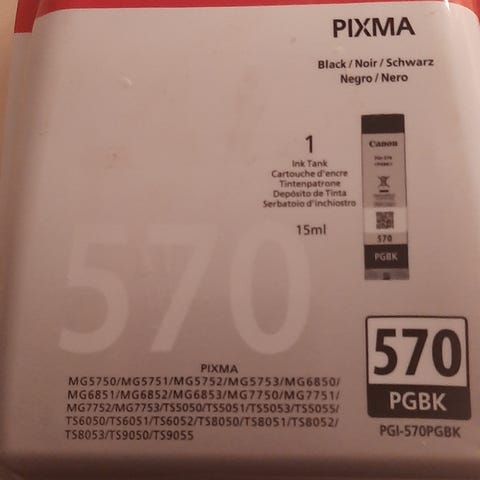 PIXMA
Black / Noir / Schwarz
Negro / Nero
1
Ink Tank
Cartouche d'encre
Tintenpatrone
Depósito de Tinta
Serbatoio d'inchiostro
15ml
Canon
570
PGBK
570
570
PGBK
PGI-570PGBK
PIXMA
MG5750/MG5751/MG5752/MG5753/MG6850/
MG6851/MG6852/MG6853/MG7750/MG7751/
MG7752/MG7753/TS5050/TS5051/TS5053/TS5055/
TS6050/TS6051/TS6052/TS8050/TS8051/TS8052/
TS8053/TS9050/TS9055